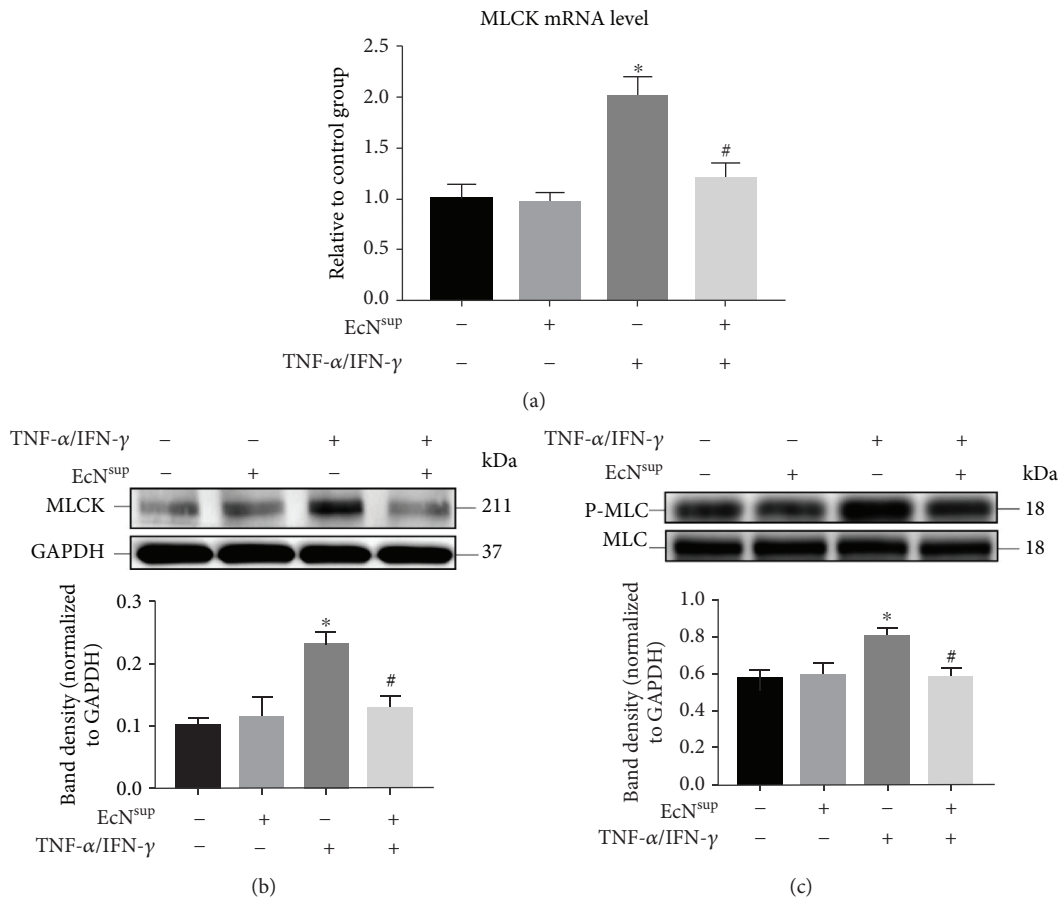 MLCK mRNA level
Relative to control group
2.5
2.0
1.5
1.0
0.5
0.0
*
#
EcN^sup − + − +
TNF-α/IFN-γ − − + +
(a)
TNF-α/IFN-γ − − + +
EcN^sup − + − + kDa
MLCK 211
GAPDH 37
Band density (normalized
to GAPDH)
0.3
0.2
0.1
0.0
*
#
EcN^sup − + − +
TNF-α/IFN-γ − − + +
(b)
TNF-α/IFN-γ − − + +
EcN^sup − + − + kDa
P-MLC 18
MLC 18
Band density (normalized
to GAPDH)
1.0
0.8
0.6
0.4
0.2
0.0
*
#
EcN^sup − + − +
TNF-α/IFN-γ − − + +
(c)